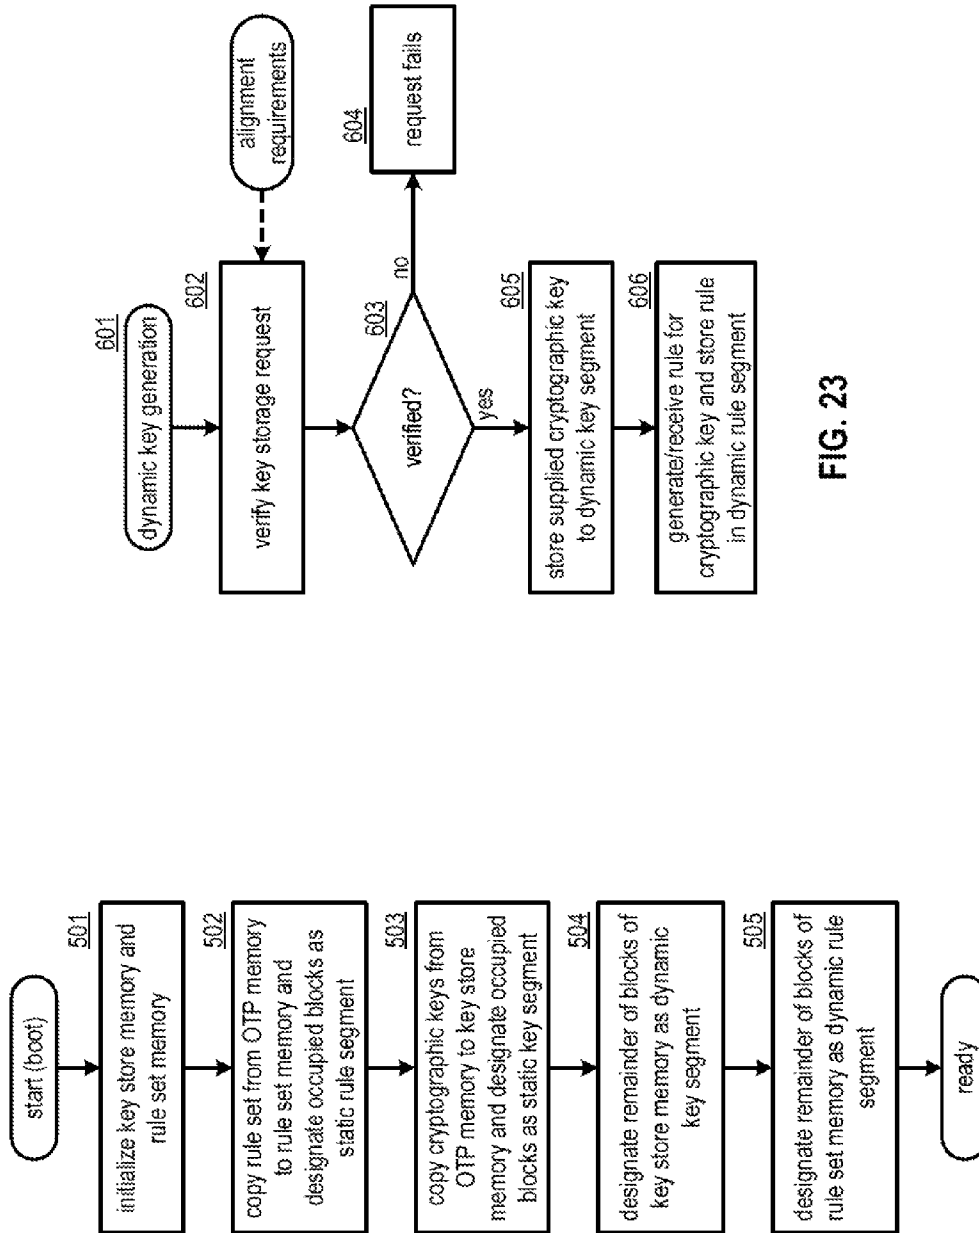 start (boot)
501
initialize key store memory and
rule set memory
502
copy rule set from OTP memory
to rule set memory and
designate occupied blocks as
static rule segment
503
copy cryptographic keys from
OTP memory to key store
memory and designate occupied
blocks as static key segment
504
designate remainder of blocks of
key store memory as dynamic
key segment
505
designate remainder of blocks of
rule set memory as dynamic rule
segment
ready
601
dynamic key generation
alignment
requirements
602
verify key storage request
603
verified?
no
604
request fails
yes
605
store supplied cryptographic key
to dynamic key segment
606
generate/receive rule for
cryptographic key and store rule
in dynamic rule segment
FIG. 23